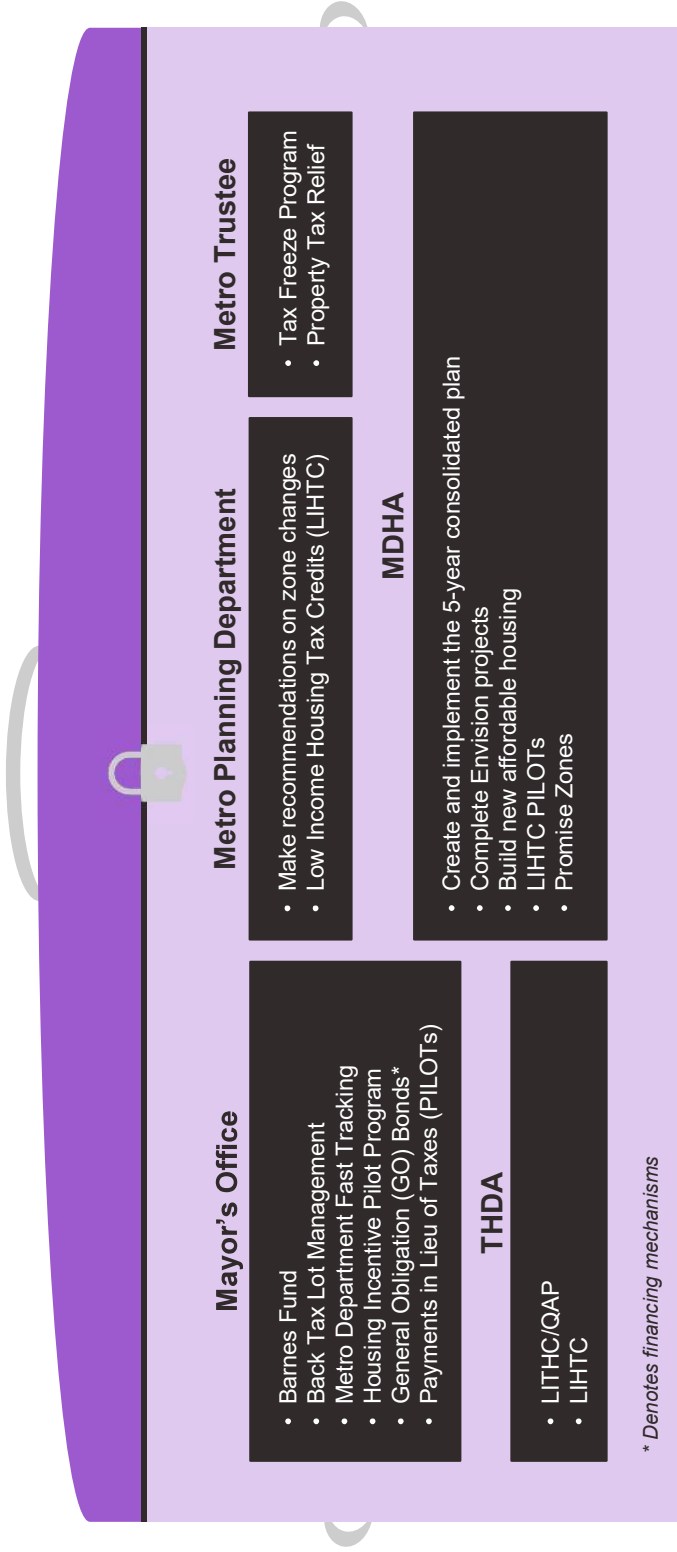 Mayor's Office
• Barnes Fund
• Back Tax Lot Management
• Metro Department Fast Tracking
• Housing Incentive Pilot Program
• General Obligation (GO) Bonds*
• Payments in Lieu of Taxes (PILOTs)
THDA
• LITHC/QAP
• LIHTC
Metro Planning Department
• Make recommendations on zone changes
• Low Income Housing Tax Credits (LIHTC)
Metro Trustee
• Tax Freeze Program
• Property Tax Relief
MDHA
• Create and implement the 5-year consolidated plan
• Complete Envision projects
• Build new affordable housing
• LIHTC PILOTs
• Promise Zones
* Denotes financing mechanisms